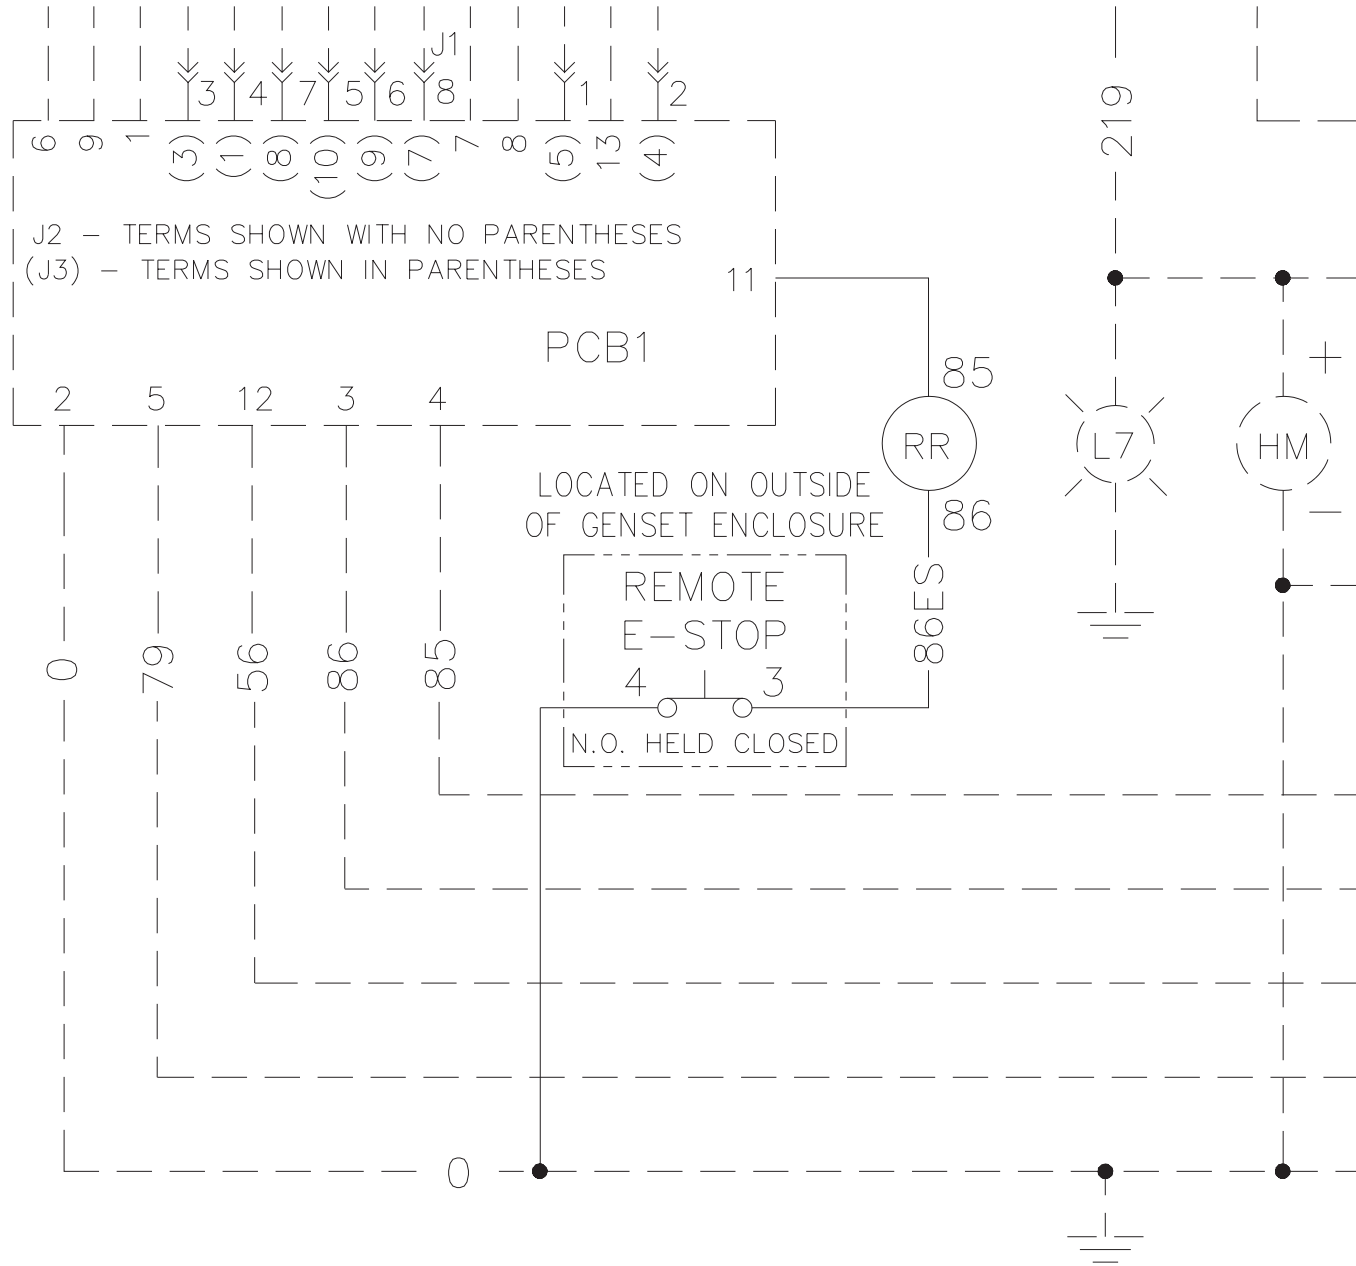 J1
3 4 7 5 6 8 1 2
6 9 1 (3) (1) (8) (10) (9) (7) 7 8 (5) 13 (4)
219
J2 - TERMS SHOWN WITH NO PARENTHESES
(J3) - TERMS SHOWN IN PARENTHESES
11
PCB1
+
85
2 5 12 3 4
RR
L7
HM
LOCATED ON OUTSIDE
OF GENSET ENCLOSURE
86
-
REMOTE
E-STOP
86ES
0 79 56 86 85
4 3
N.O. HELD CLOSED
0